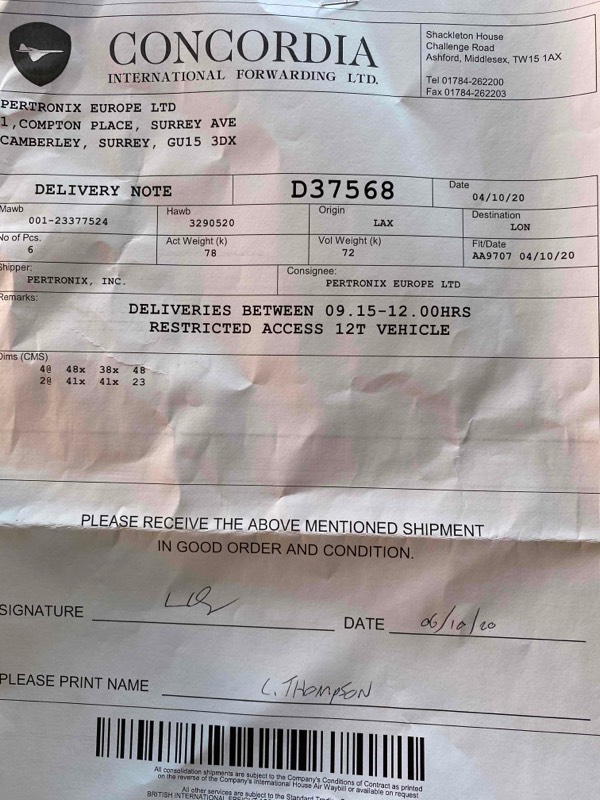 CONCORDIA
INTERNATIONAL FORWARDING LTD.
Shackleton House
Challenge Road
Ashford, Middlesex, TW15 1AX
Tel 01784-262200
Fax 01784-262203
PERTRONIX EUROPE LTD
1,COMPTON PLACE, SURREY AVE
CAMBERLEY, SURREY, GU15 3DX
DELIVERY NOTE D37568 Date 04/10/20
Mawb 001-23377524 Hawb 3290520 Origin LAX Destination LON
No of Pcs. 6 Act Weight (k) 78 Vol Weight (k) 72 Flt/Date AA9707 04/10/20
Shipper: PERTRONIX, INC. Consignee: PERTRONIX EUROPE LTD
Remarks:
DELIVERIES BETWEEN 09.15-12.00HRS
RESTRICTED ACCESS 12T VEHICLE
Dims (CMS)
4@ 48x 38x 48
2@ 41x 41x 23
PLEASE RECEIVE THE ABOVE MENTIONED SHIPMENT
IN GOOD ORDER AND CONDITION.
SIGNATURE DATE 06/10/20
PLEASE PRINT NAME L. THOMPSON
All consolidation shipments are subject to the Company's Conditions of Contract as printed
on the reverse of the Company's International House Air Waybill or available on request
All other services are subject to the Standard
BRITISH INTERNATIONAL